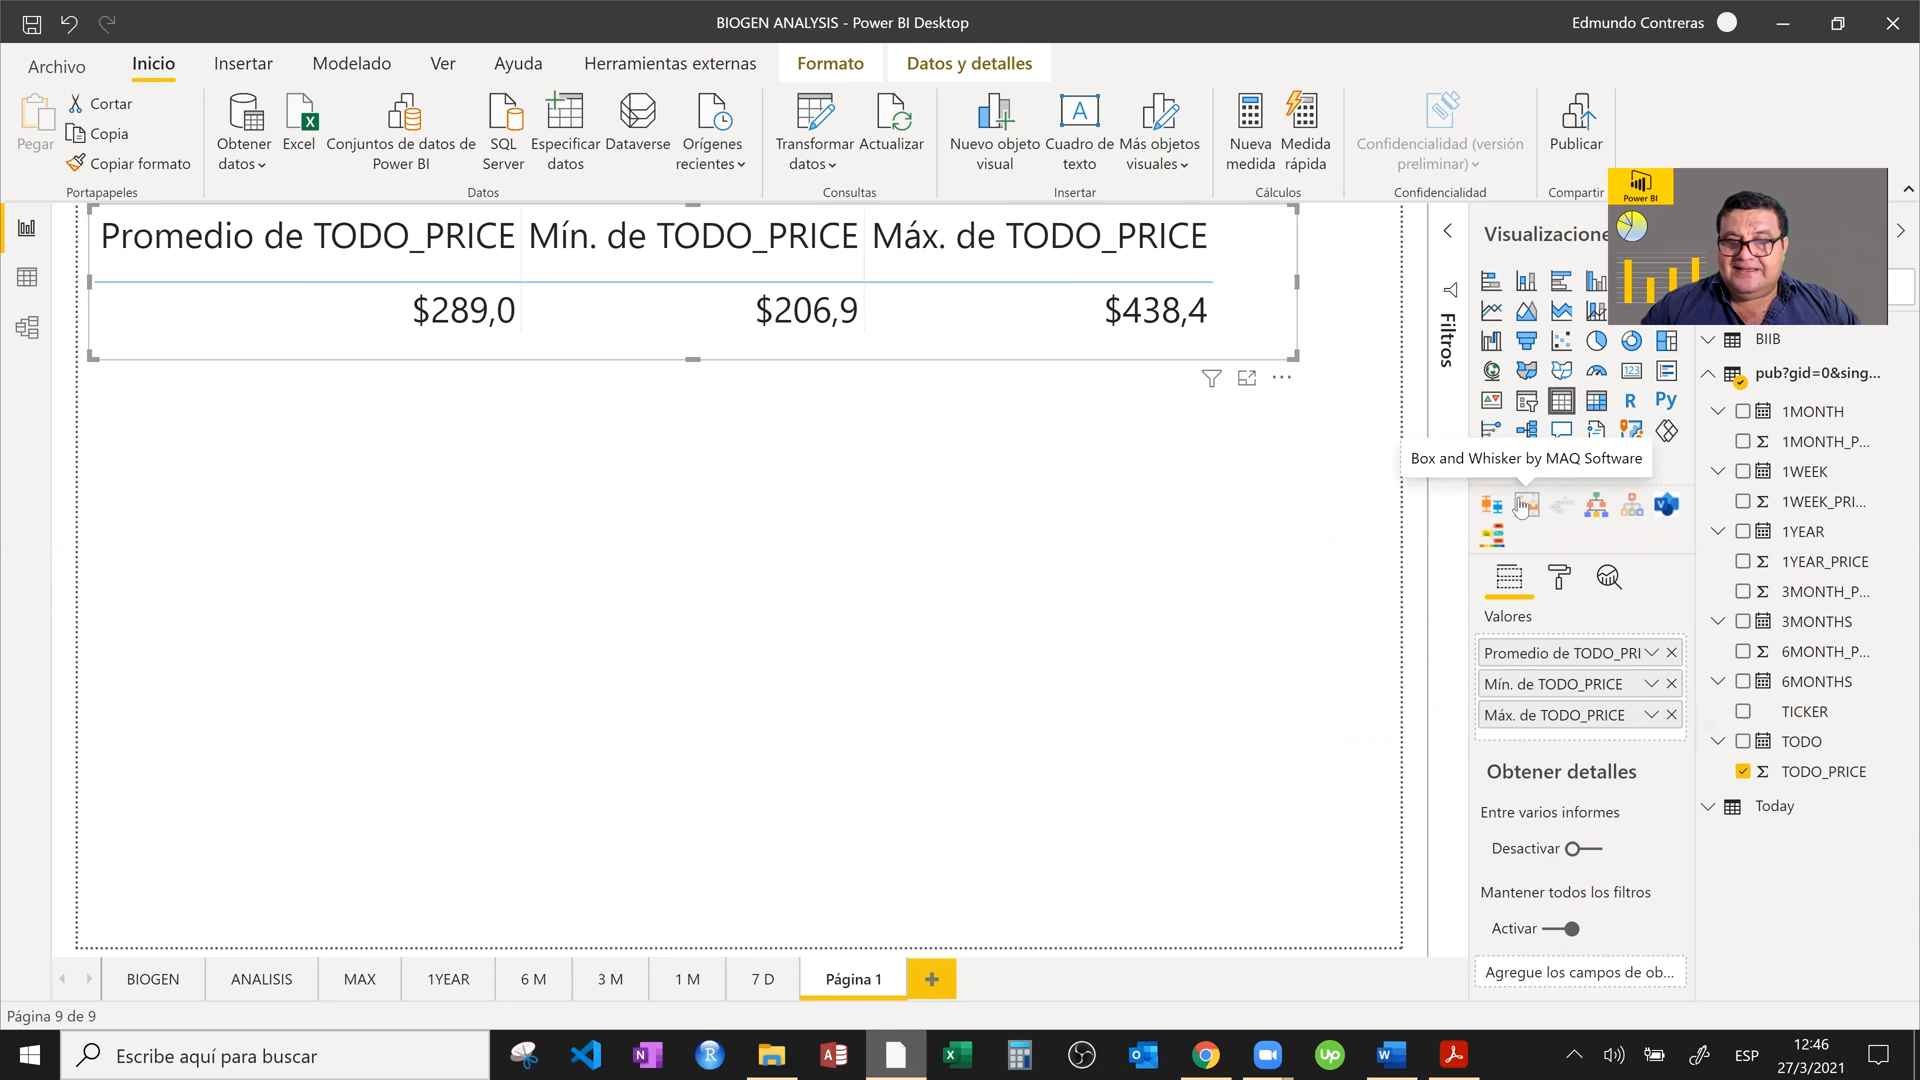 BIOGEN ANALYSIS - Power BI Desktop
Edmundo Contreras
Archivo
Inicio
Insertar
Modelado
Ver
Ayuda
Herramientas externas
Formato
Datos y detalles
Pegar
Cortar
Copia
Copiar formato
Portapapeles
Obtener
datos
Excel
Conjuntos de datos de
Power BI
SQL
Server
Especificar
datos
Dataverse
Orígenes
recientes
Datos
Transformar
datos
Actualizar
Consultas
Nuevo objeto
visual
Cuadro de
texto
Más objetos
visuales
Insertar
Nueva
medida
Medida
rápida
Cálculos
Confidencialidad (versión
preliminar)
Confidencialidad
Publicar
Compartir
Power BI
Promedio de TODO_PRICE Mín. de TODO_PRICE Máx. de TODO_PRICE
$289,0 $206,9 $438,4
Filtros
Visualizacione
R
Py
123
Box and Whisker by MAQ Software
Valores
Promedio de TODO_PRI
Mín. de TODO_PRICE
Máx. de TODO_PRICE
Obtener detalles
Entre varios informes
Desactivar
Mantener todos los filtros
Activar
Agregue los campos de ob...
BIIB
pub?gid=0&sing...
1MONTH
1MONTH_P...
1WEEK
1WEEK_PRI...
1YEAR
1YEAR_PRICE
3MONTH_P...
3MONTHS
6MONTH_P...
6MONTHS
TICKER
TODO
TODO_PRICE
Today
BIOGEN
ANALISIS
MAX
1YEAR
6 M
3 M
1 M
7 D
Página 1
Página 9 de 9
Escribe aquí para buscar
ESP
12:46
27/3/2021